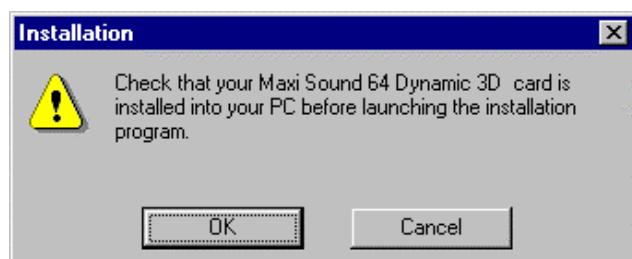 Installation
Check that your Maxi Sound 64 Dynamic 3D  card is
installed into your PC before launching the installation
program.
OK Cancel